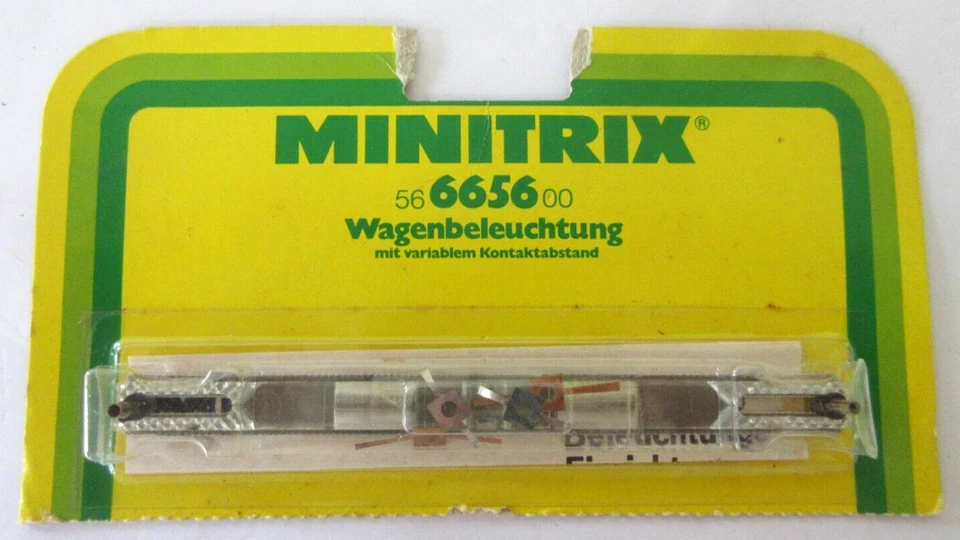 MINITRIX®
56 6656 00
Wagenbeleuchtung
mit variablem Kontaktabstand